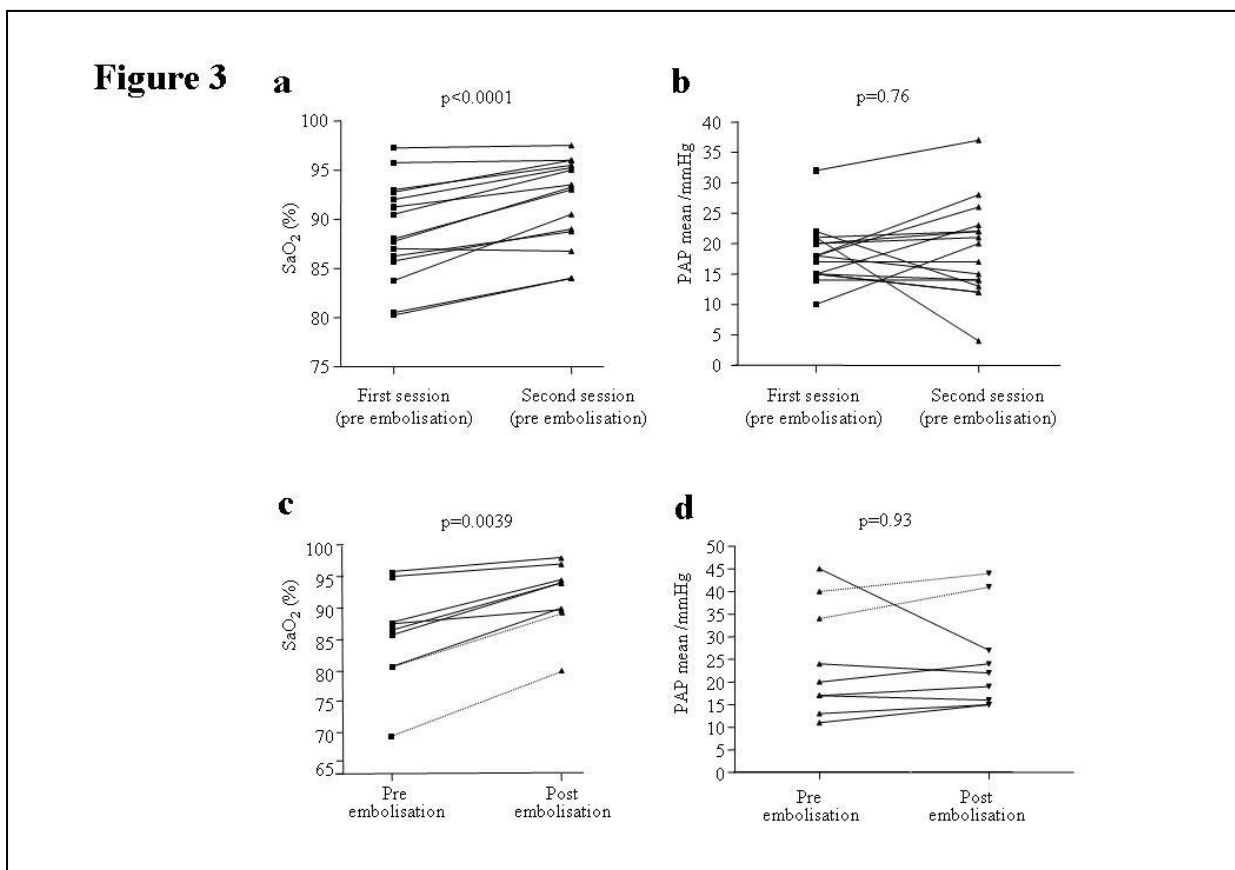 Figure 3
a
p<0.0001
SaO2 (%)
100
95
90
85
80
75
First session
(pre embolisation)
Second session
(pre embolisation)
b
p=0.76
PAP mean /mmHg
40
35
30
25
20
15
10
5
0
First session
(pre embolisation)
Second session
(pre embolisation)
c
p=0.0039
SaO2 (%)
100
95
90
85
80
75
70
65
Pre
embolisation
Post
embolisation
d
p=0.93
PAP mean /mmHg
50
45
40
35
30
25
20
15
10
5
0
Pre
embolisation
Post
embolisation